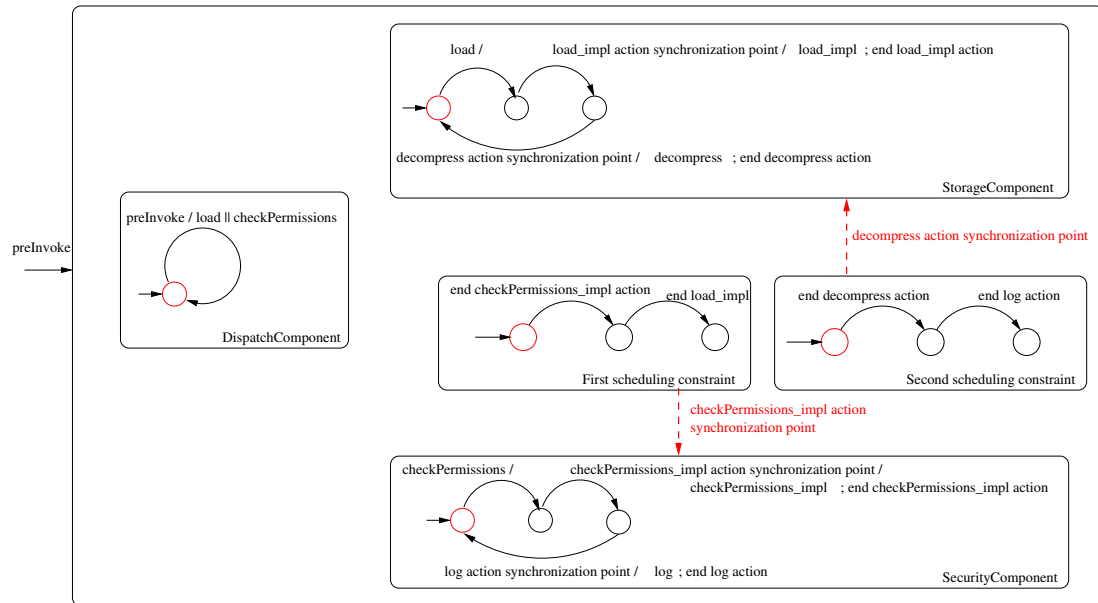 load /
load_impl action synchronization point / load_impl ; end load_impl action
decompress action synchronization point / decompress ; end decompress action
StorageComponent
preInvoke / load || checkPermissions
DispatchComponent
preInvoke
decompress action synchronization point
end checkPermissions_impl action
end load_impl
First scheduling constraint
end decompress action
end log action
Second scheduling constraint
checkPermissions_impl action
synchronization point
checkPermissions /
checkPermissions_impl action synchronization point /
checkPermissions_impl ; end checkPermissions_impl action
log action synchronization point / log ; end log action
SecurityComponent